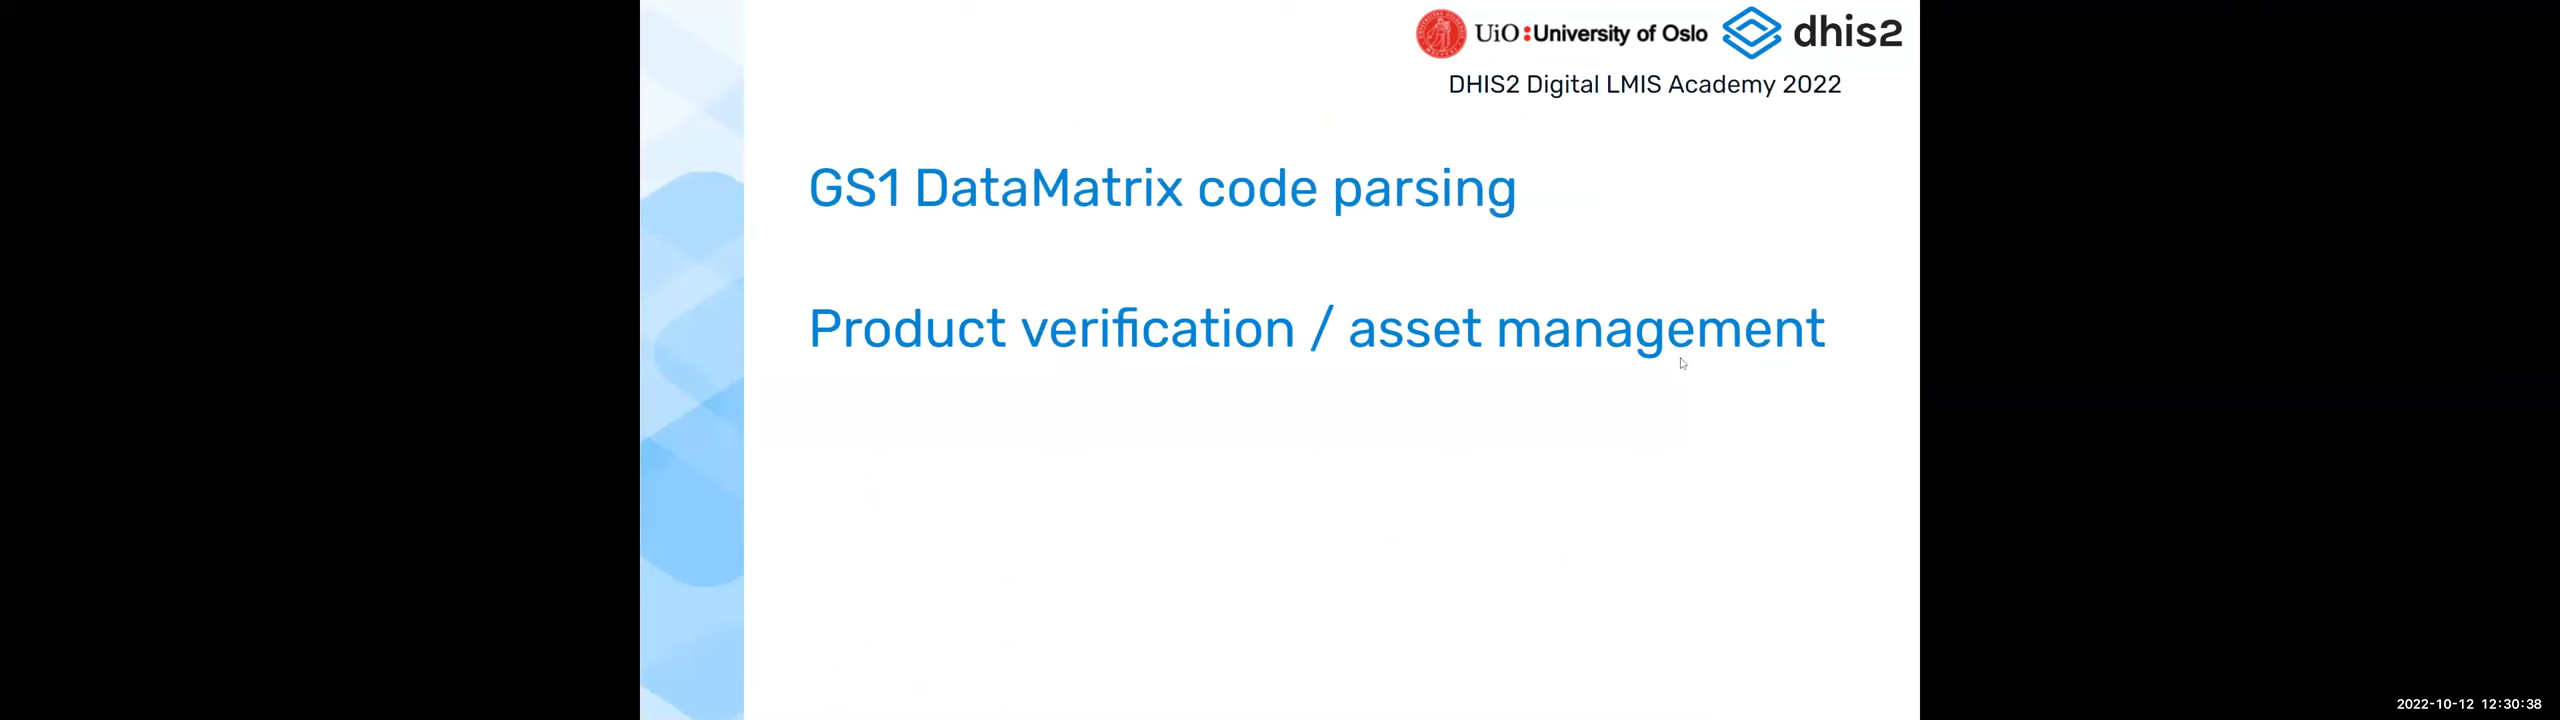 UiO:University of Oslo dhis2
DHIS2 Digital LMIS Academy 2022
GS1 DataMatrix code parsing
Product verification / asset management
2022-10-12 12:30:38